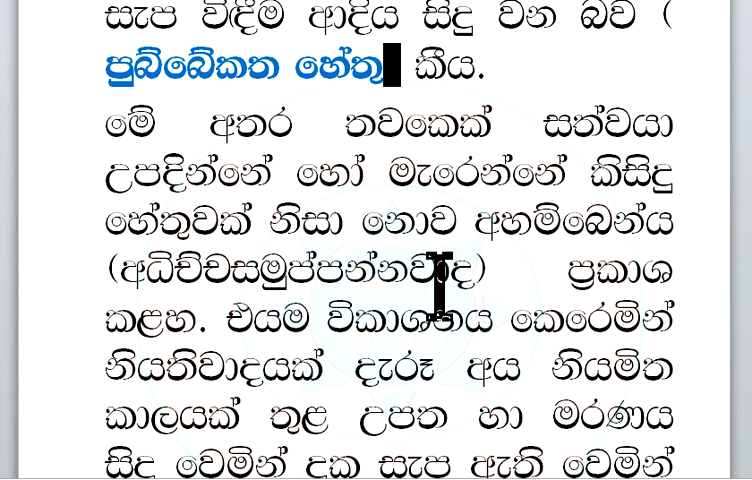 සැප විඳීම ආදිය සිදු වන බව (
පුබ්බේකත හේතු කීය.
මේ අතර තවකෙක් සත්වයා
උපදින්නේ හෝ මැරෙන්නේ කිසිදු
හේතුවක් නිසා නොව අහම්බෙන්ය
(අධිච්චසමුප්පන්නවාද) ප්‍රකාශ
කළහ. එයම විකාශනය කෙරෙමින්
නියතිවාදයක් දැරූ අය නියමිත
කාලයක් තුළ උපත හා මරණය
සිදු වෙමින් දුක සැප ඇති වෙමින්